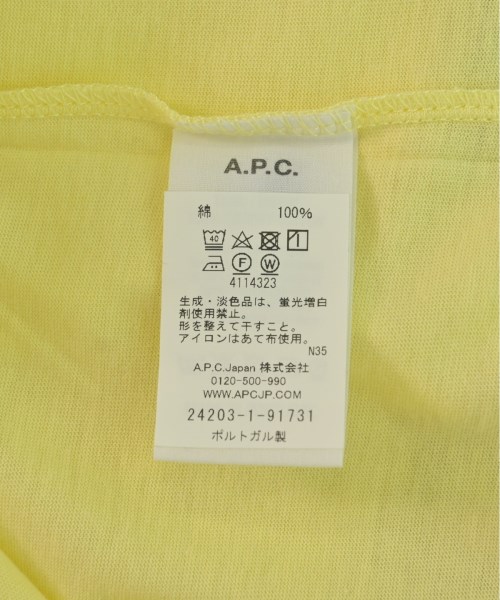 A.P.C.
綿 100%
40
F W
4114323
生成・淡色品は、蛍光増白
剤使用禁止。
形を整えて干すこと。
アイロンはあて布使用。
N35
A.P.C.Japan 株式会社
0120-500-990
WWW.APCJP.COM
24203-1-91731
ポルトガル製